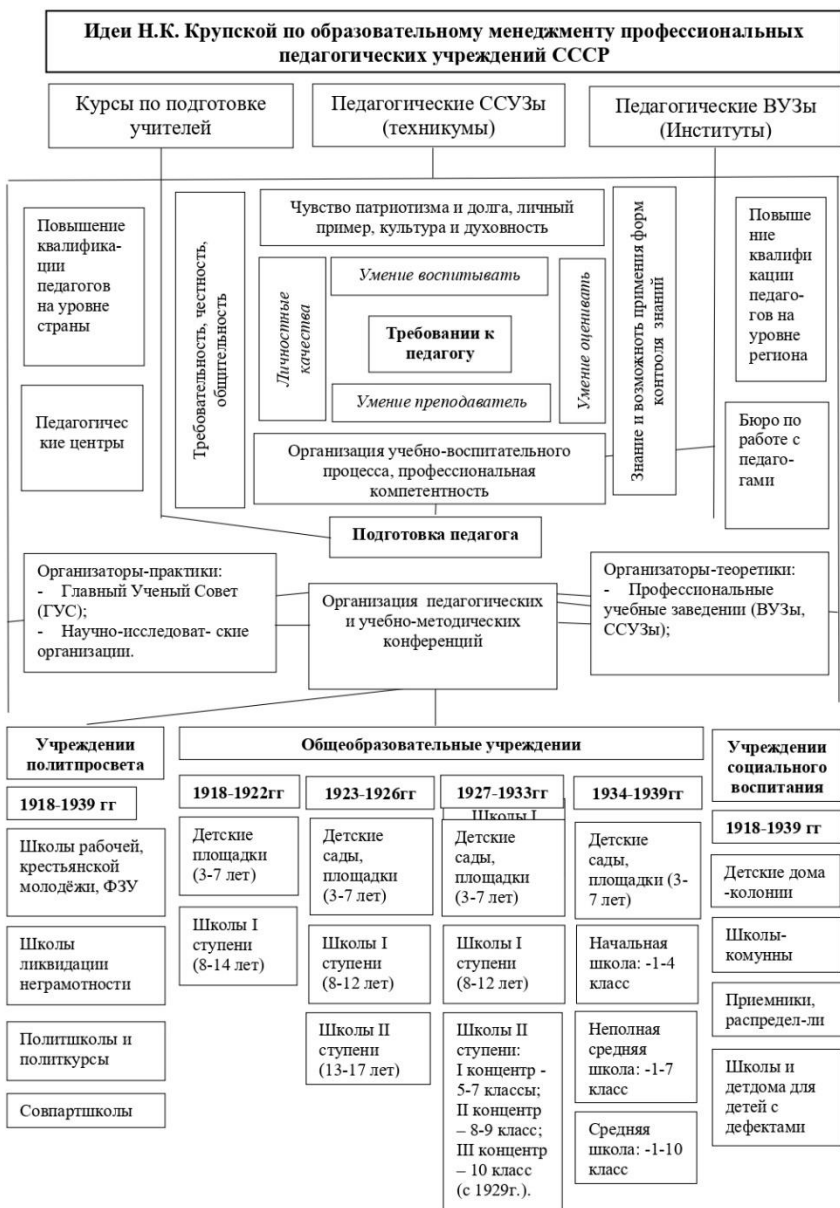 Идеи Н.К. Крупской по образовательному менеджменту профессиональных
педагогических учреждений СССР
Курсы по подготовке
учителей
Педагогические ССУЗы
(техникумы)
Педагогические ВУЗы
(Институты)
Повышение
квалифика-
ции
педагогов
на уровне
страны
Педагогичес
кие центры
Требовательность, честность,
общительность
Чувство патриотизма и долга, личный
пример, культура и духовность
Личностные
качества
Умение воспитывать
Требовании к
педагогу
Умение преподаватель
Умение оценивать
Организация учебно-воспитательного
процесса, профессиональная
компетентность
Знание и возможноть примения форм
контроля знаний
Повыше
ние
квалифи
кации
педаго-
гов на
уровне
региона
Бюро по
работе с
педаго-
гами
Подготовка педагога
Организаторы-практики:
- Главный Ученый Совет
(ГУС);
- Научно-исследоват- ские
организации.
Организация педагогических
и учебно-методических
конференций
Организаторы-теоретики:
- Профессиональные
учебные заведении (ВУЗы,
ССУЗы);
Учреждении
политпросвета
1918-1939 гг
Школы рабочей,
крестьянской
молодёжи, ФЗУ
Школы
ликвидации
неграмотности
Политшколы и
политкурсы
Совпартшколы
Общеобразовательные учреждении
1918-1922гг
Детские
площадки
(3-7 лет)
Школы I
ступени
(8-14 лет)
1923-1926гг
Детские
сады,
площадки
(3-7 лет)
Школы I
ступени
(8-12 лет)
Школы II
ступени
(13-17 лет)
1927-1933гг
Школы I
Детские
сады,
площадки
(3-7 лет)
Школы I
ступени
(8-12 лет)
Школы II
ступени:
I концентр -
5-7 классы;
II концентр
– 8-9 класс;
III концентр
– 10 класс
(с 1929г.).
1934-1939гг
Детские
сады,
площадки (3-
7 лет)
Начальная
школа: -1-4
класс
Неполная
средняя
школа: -1-7
класс
Средняя
школа: -1-10
класс
Учреждении
социального
воспитания
1918-1939 гг
Детские дома
-колонии
Школы-
комунны
Приемники,
распредел-ли
Школы и
детдома для
детей с
дефектами